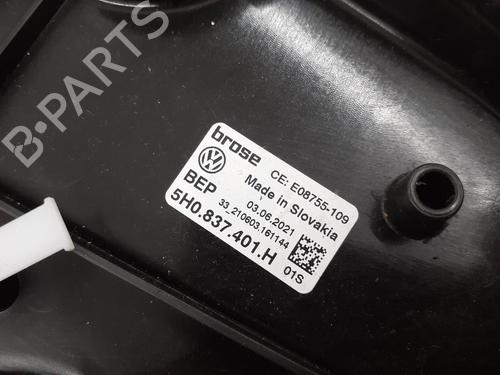 B-PARTS
brose
CE: E08755-109
Made in Slovakia
BEP
03.06.2021
33_210603.161144
5H0.837.401.H
01S